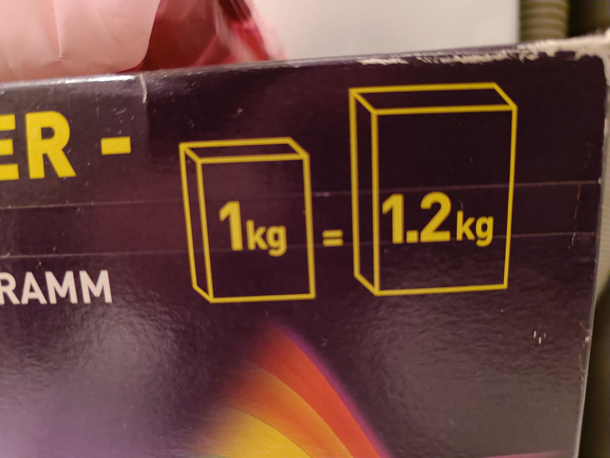 ER -
1kg = 1.2kg
RAMM